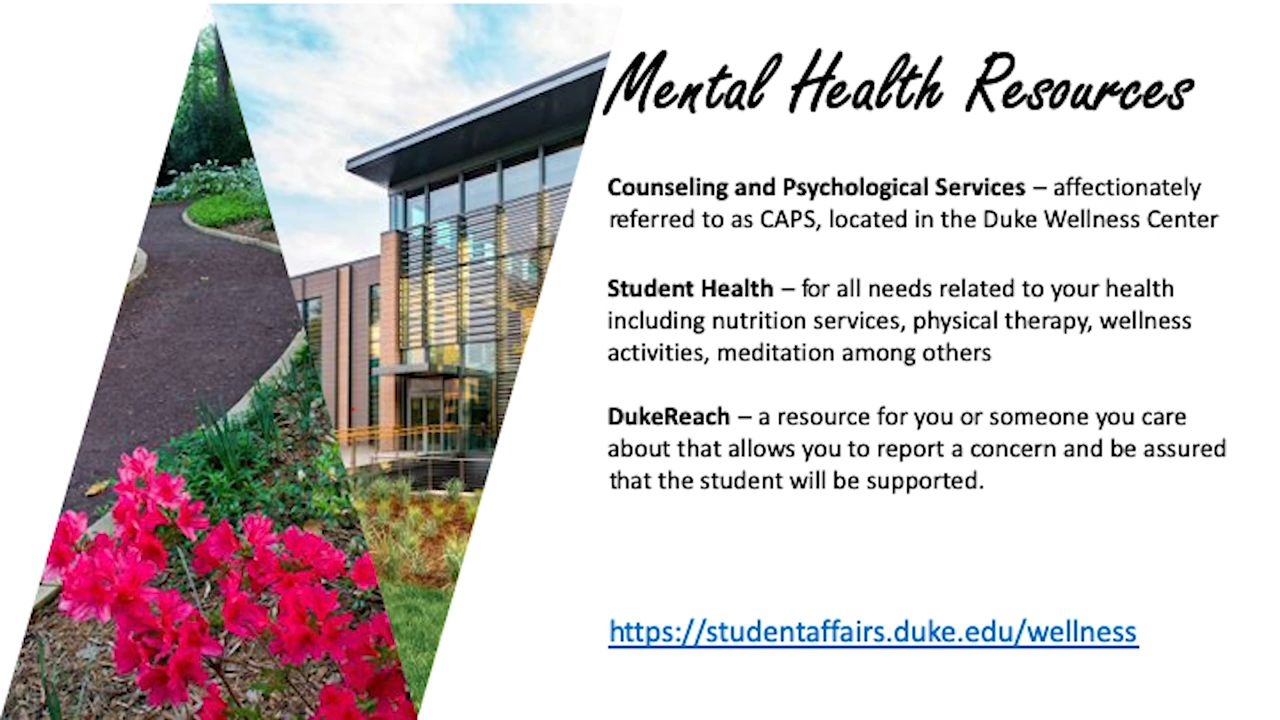 Mental Health Resources
Counseling and Psychological Services – affectionately
referred to as CAPS, located in the Duke Wellness Center
Student Health – for all needs related to your health
including nutrition services, physical therapy, wellness
activities, meditation among others
DukeReach – a resource for you or someone you care
about that allows you to report a concern and be assured
that the student will be supported.
https://studentaffairs.duke.edu/wellness